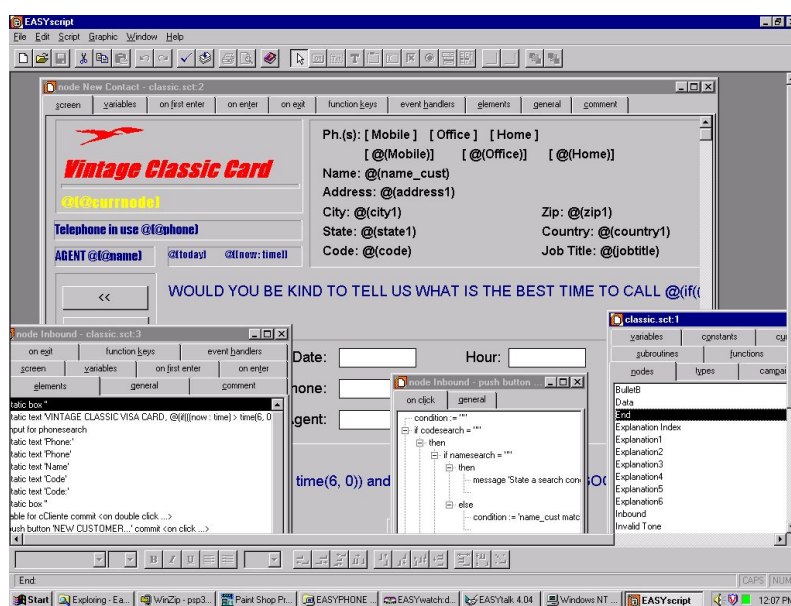 EASYscript
File Edit Script Graphic Window Help
node New Contact - classic.sct:2
screen variables on first enter on enter on exit function keys event handlers elements general comment
Vintage Classic Card
@(@currnode)
Telephone in use @(@phone)
AGENT @(@name) @(today) @([now: time])
<<
Ph.(s): [ Mobile ] [ Office ] [ Home ]
[ @(Mobile)] [ @(Office)] [ @(Home)]
Name: @(name_cust)
Address: @(address1)
City: @(city1) Zip: @(zip1)
State: @(state1) Country: @(country1)
Code: @(code) Job Title: @(jobtitle)
WOULD YOU BE KIND TO TELL US WHAT IS THE BEST TIME TO CALL @(if((
Date: Hour:
hone:
gent:
time(6, 0)) and
node Inbound - classic.sct:3
on exit function keys event handlers
screen variables on first enter on enter
elements general comment
tatic box ''
tatic text 'VINTAGE CLASSIC VISA CARD, @(if(([now : time] > time(6, 0
nput for phonesearch
tatic text 'Phone:'
tatic text 'Phone'
tatic text 'Name'
tatic text 'Code'
tatic text 'Code:'
tatic box ''
able for cCliente commit <on double click ...>
push button 'NEW CUSTOMER...' commit <on click ...>
node Inbound - push button ...
on click general
condition := ""
if codesearch = ""
then
if namesearch = ""
then
message 'State a search con
else
condition := 'name_cust matc
classic.sct:1
variables constants
subroutines functions
nodes types campai
BulletB
Data
End
Explanation Index
Explanation1
Explanation2
Explanation3
Explanation4
Explanation5
Explanation6
Inbound
Invalid Tone
B I U
End:
CAPS NUM
Start Exploring - Ea... WinZip - psp3... Paint Shop Pr... EASYPHONE ... EASYwatch:d... EASYtalk 4.04 Windows NT ... EASYscript 12:07 PM